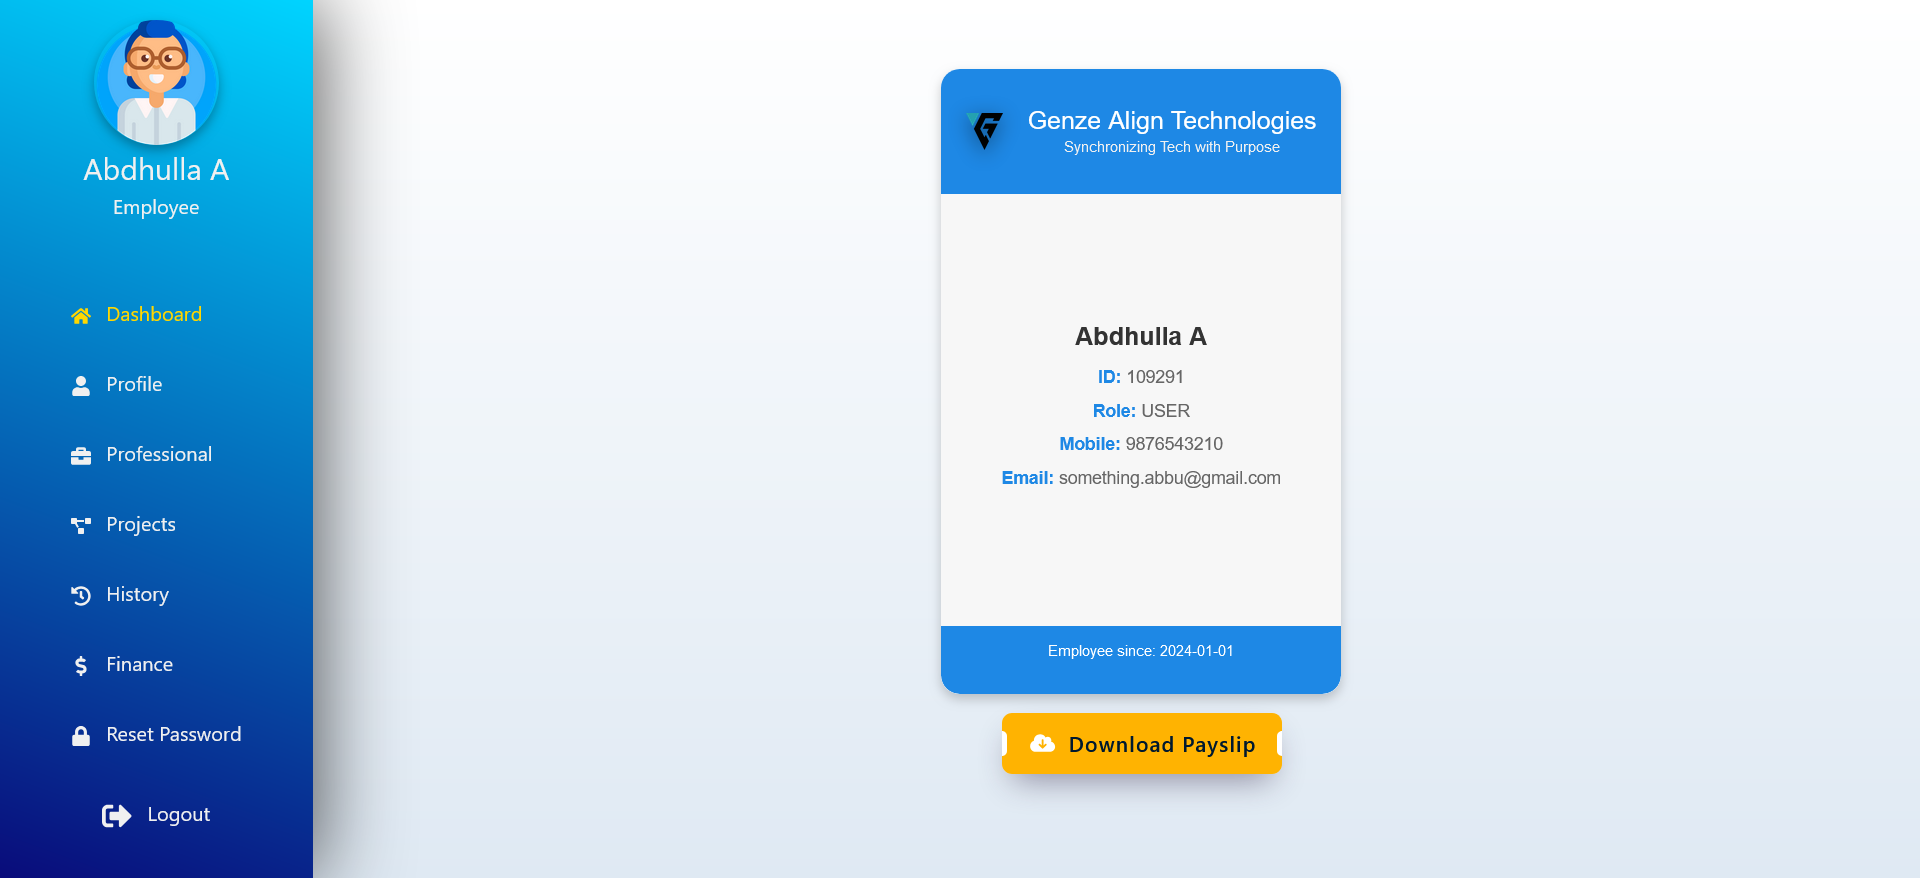 Abdhulla A
Employee
Dashboard
Profile
Professional
Projects
History
Finance
Reset Password
Logout
Genze Align Technologies
Synchronizing Tech with Purpose
Abdhulla A
ID: 109291
Role: USER
Mobile: 9876543210
Email: something.abbu@gmail.com
Employee since: 2024-01-01
Download Payslip